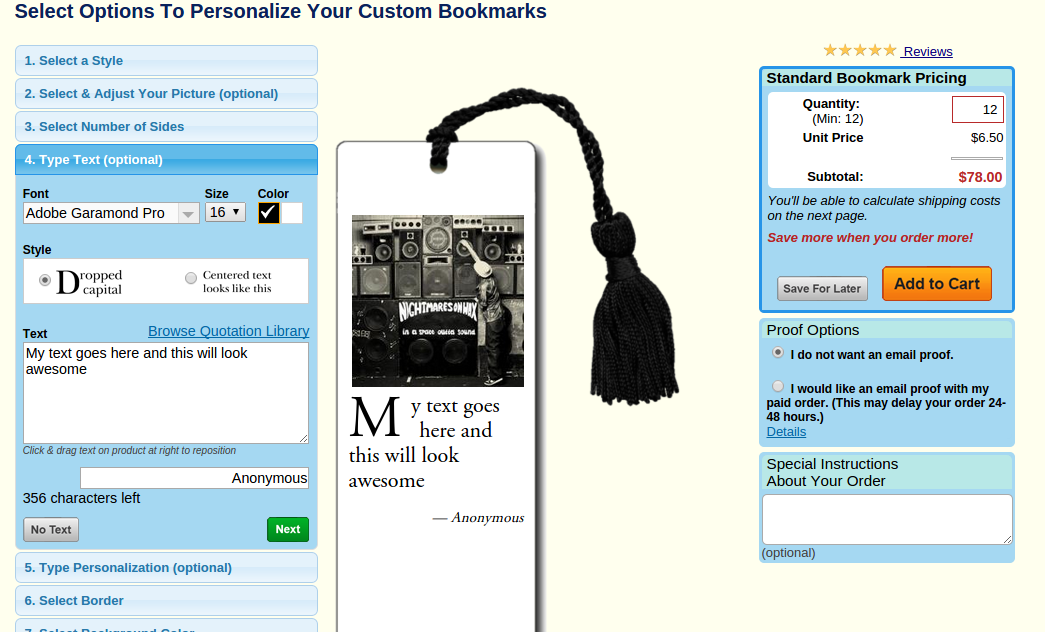 Select Options To Personalize Your Custom Bookmarks
1. Select a Style
2. Select & Adjust Your Picture (optional)
3. Select Number of Sides
4. Type Text (optional)
Font Size Color
Adobe Garamond Pro 16
Style
Dropped
capital
Centered text
looks like this
Text Browse Quotation Library
My text goes here and this will look
awesome
Click & drag text on product at right to reposition
Anonymous
356 characters left
No Text Next
5. Type Personalization (optional)
6. Select Border
7. Select Background Color
NIGHTMARES ON WAX
in a space outta sound
My text goes
here and
this will look
awesome
— Anonymous
Reviews
Standard Bookmark Pricing
Quantity: 12
(Min: 12)
Unit Price $6.50
Subtotal: $78.00
You'll be able to calculate shipping costs
on the next page.
Save more when you order more!
Save For Later Add to Cart
Proof Options
I do not want an email proof.
I would like an email proof with my
paid order. (This may delay your order 24-
48 hours.)
Details
Special Instructions
About Your Order
(optional)